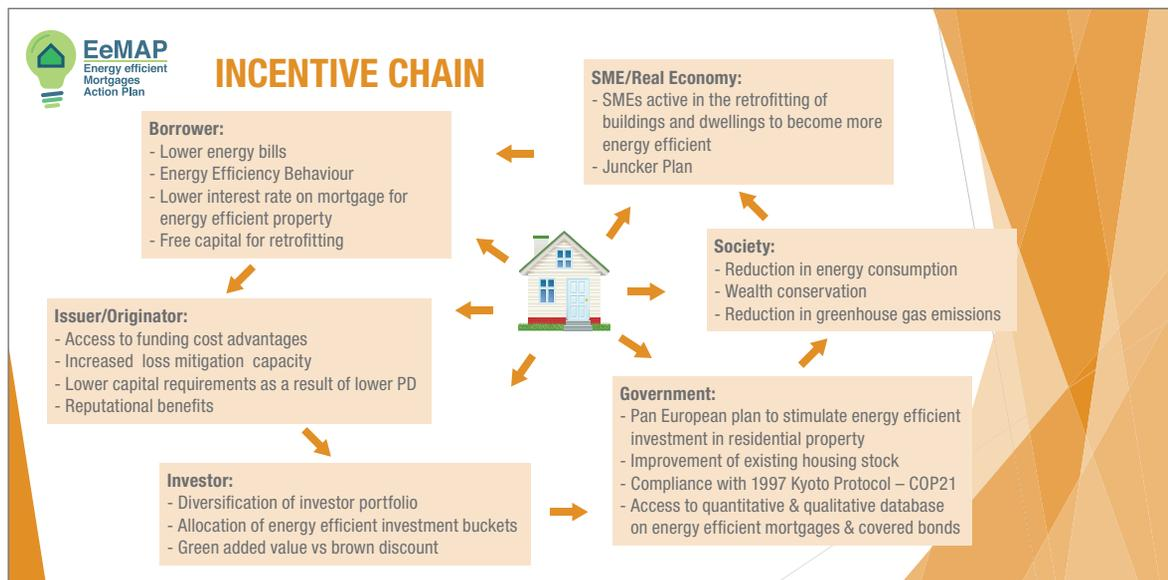 EeMAP
Energy efficient
Mortgages
Action Plan
INCENTIVE CHAIN
Borrower:
- Lower energy bills
- Energy Efficiency Behaviour
- Lower interest rate on mortgage for
energy efficient property
- Free capital for retrofitting
SME/Real Economy:
- SMEs active in the retrofitting of
buildings and dwellings to become more
energy efficient
- Juncker Plan
Society:
- Reduction in energy consumption
- Wealth conservation
- Reduction in greenhouse gas emissions
Issuer/Originator:
- Access to funding cost advantages
- Increased loss mitigation capacity
- Lower capital requirements as a result of lower PD
- Reputational benefits
Government:
- Pan European plan to stimulate energy efficient
investment in residential property
- Improvement of existing housing stock
- Compliance with 1997 Kyoto Protocol – COP21
- Access to quantitative & qualitative database
on energy efficient mortgages & covered bonds
Investor:
- Diversification of investor portfolio
- Allocation of energy efficient investment buckets
- Green added value vs brown discount